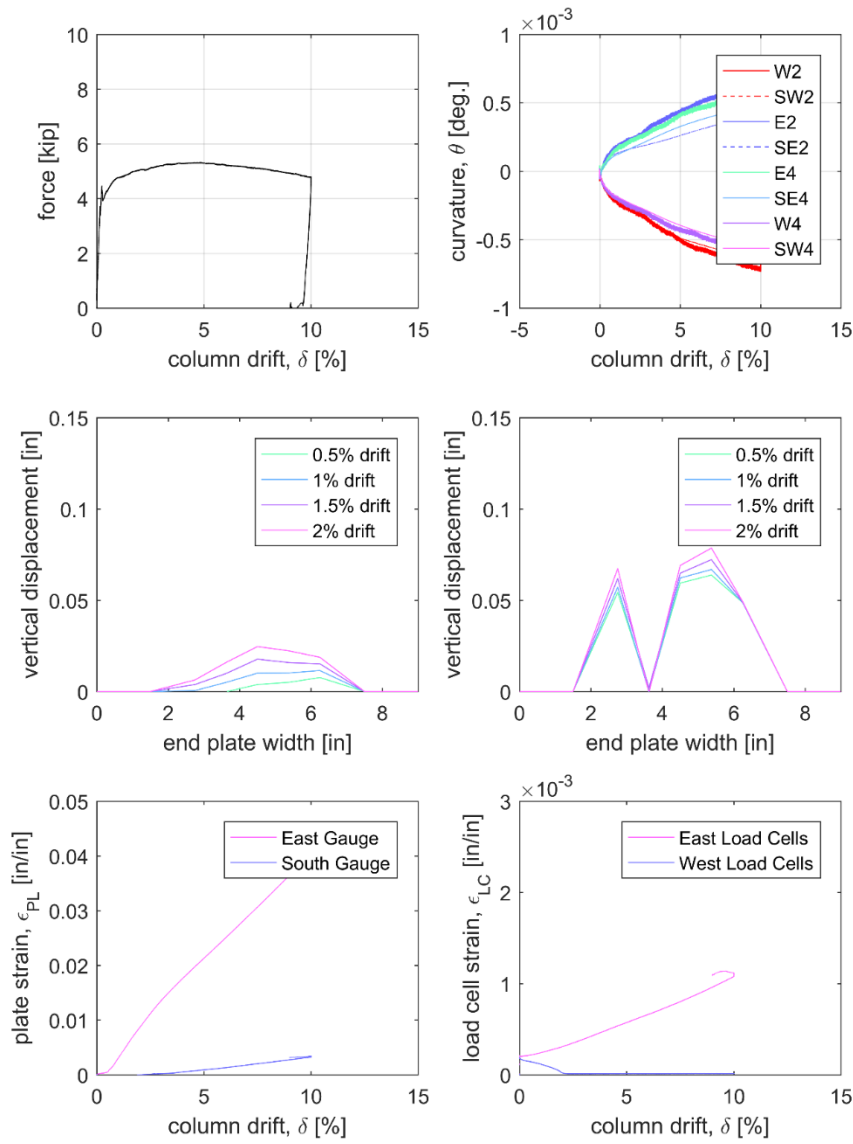 10
8
6
4
2
0
force [kip]
0
5
10
15
column drift, δ [%]
×10⁻³
1
0.5
0
-0.5
-1
curvature, θ [deg.]
W2
SW2
E2
SE2
E4
SE4
W4
SW4
-5
0
5
10
15
column drift, δ [%]
0.15
0.1
0.05
0
vertical displacement [in]
0.5% drift
1% drift
1.5% drift
2% drift
0
2
4
6
8
end plate width [in]
0.15
0.1
0.05
0
vertical displacement [in]
0.5% drift
1% drift
1.5% drift
2% drift
0
2
4
6
8
end plate width [in]
0.05
0.04
0.03
0.02
0.01
0
plate strain, ϵPL [in/in]
East Gauge
South Gauge
0
5
10
15
column drift, δ [%]
×10⁻³
3
2
1
0
load cell strain, ϵLC [in/in]
East Load Cells
West Load Cells
0
5
10
15
column drift, δ [%]